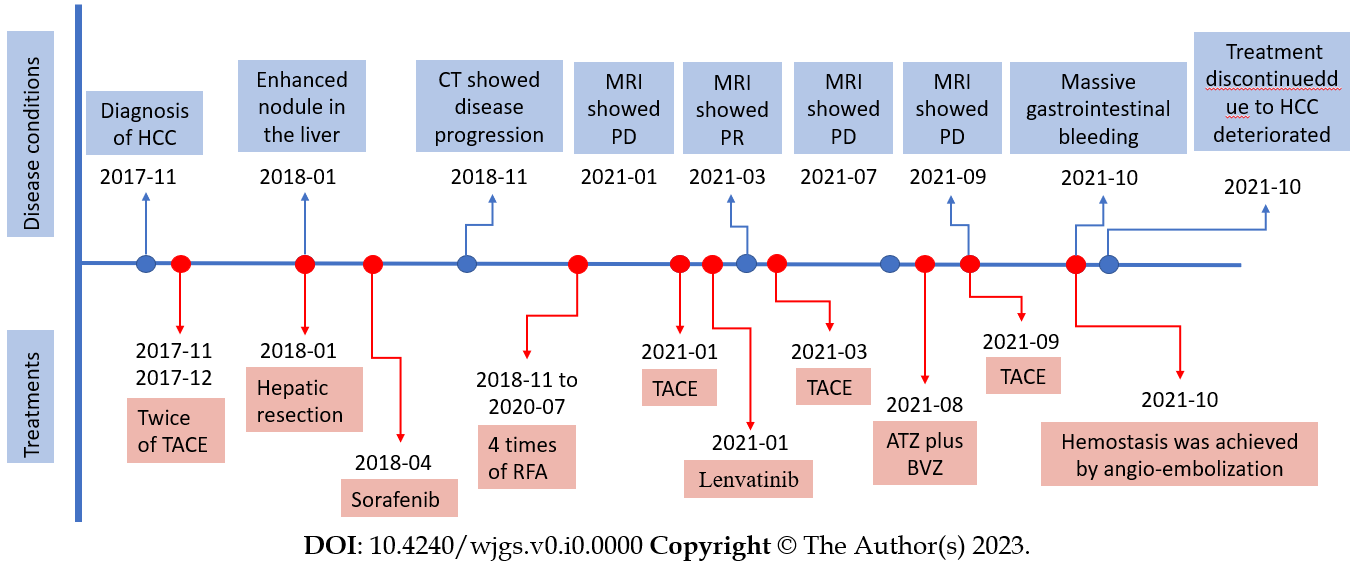 Disease conditions
Diagnosis
of HCC
2017-11
Enhanced
nodule in
the liver
2018-01
CT showed
disease
progression
2018-11
MRI
showed
PD
2021-01
MRI
showed
PR
2021-03
MRI
showed
PD
2021-07
MRI
showed
PD
2021-09
Massive
gastrointestinal
bleeding
2021-10
Treatment
discontinuedd
ue to HCC
deteriorated
2021-10
Treatments
2017-11
2017-12
Twice
of TACE
2018-01
Hepatic
resection
2018-04
Sorafenib
2018-11 to
2020-07
4 times
of RFA
2021-01
TACE
2021-01
Lenvatinib
2021-03
TACE
2021-08
ATZ plus
BVZ
2021-09
TACE
2021-10
Hemostasis was achieved
by angio-embolization
DOI: 10.4240/wjgs.v0.i0.0000 Copyright © The Author(s) 2023.